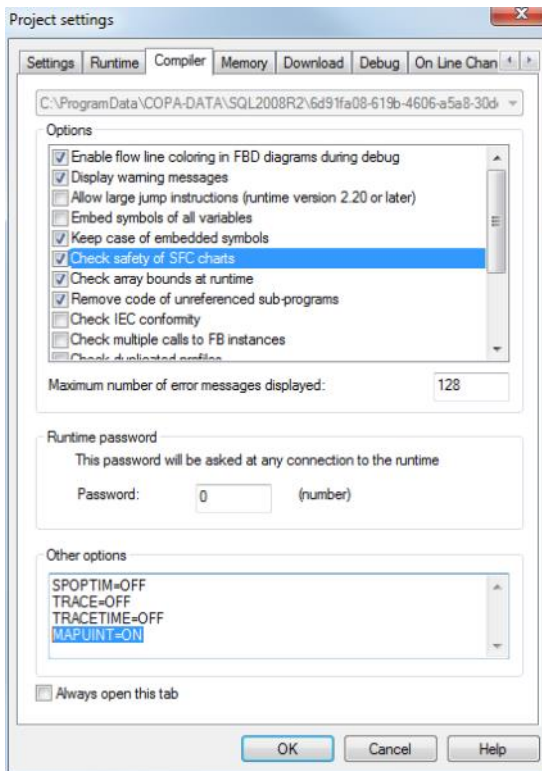 Project settings
Settings Runtime Compiler Memory Download Debug On Line Chan
C:\ProgramData\COPA-DATA\SQL2008R2\6d91fa08-619b-4606-a5a8-30d
Options
Enable flow line coloring in FBD diagrams during debug
Display warning messages
Allow large jump instructions (runtime version 2.20 or later)
Embed symbols of all variables
Keep case of embedded symbols
Check safety of SFC charts
Check array bounds at runtime
Remove code of unreferenced sub-programs
Check IEC conformity
Check multiple calls to FB instances
Check duplicated profiles
Maximum number of error messages displayed: 128
Runtime password
This password will be asked at any connection to the runtime
Password: 0 (number)
Other options
SPOPTIM=OFF
TRACE=OFF
TRACETIME=OFF
MAPUINT=ON
Always open this tab
OK Cancel Help